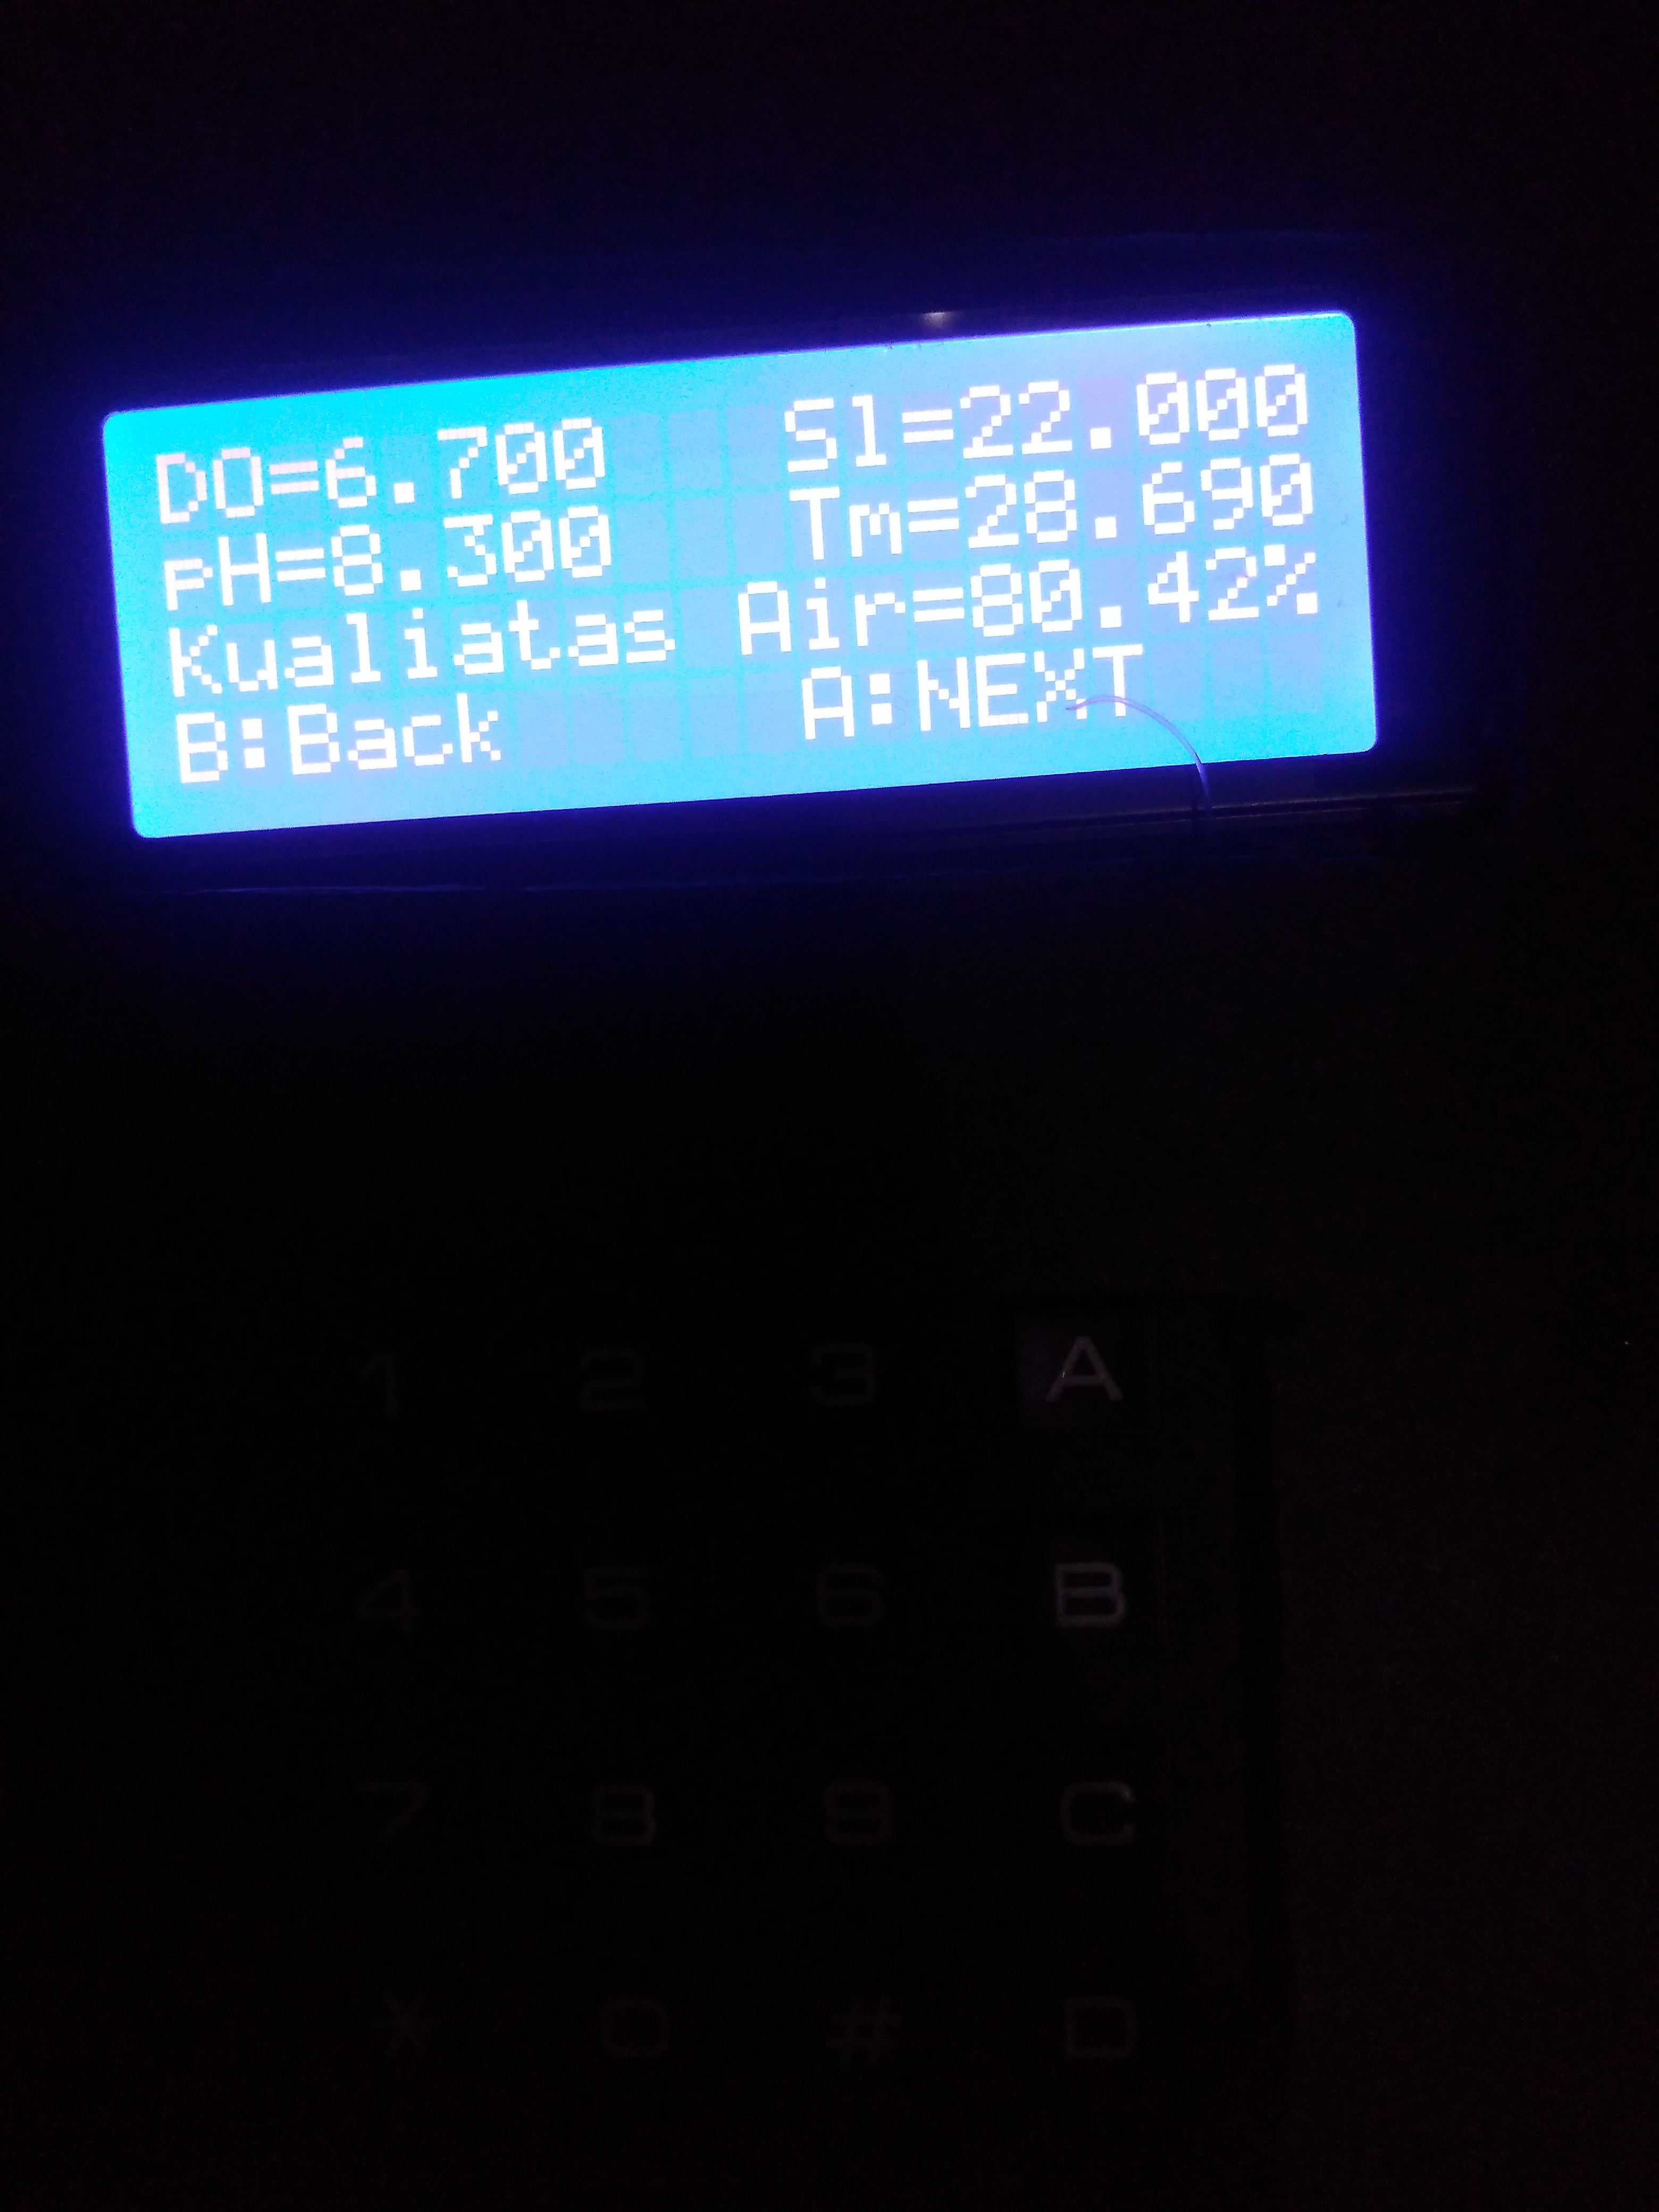 DO=6.700 Sl=22.000
pH=8.300 Tm=28.690
Kualiatas Air=80.42%
B:Back A:NEXT
1 2 3 A
4 5 6 B
7 8 9 C
* 0 # D